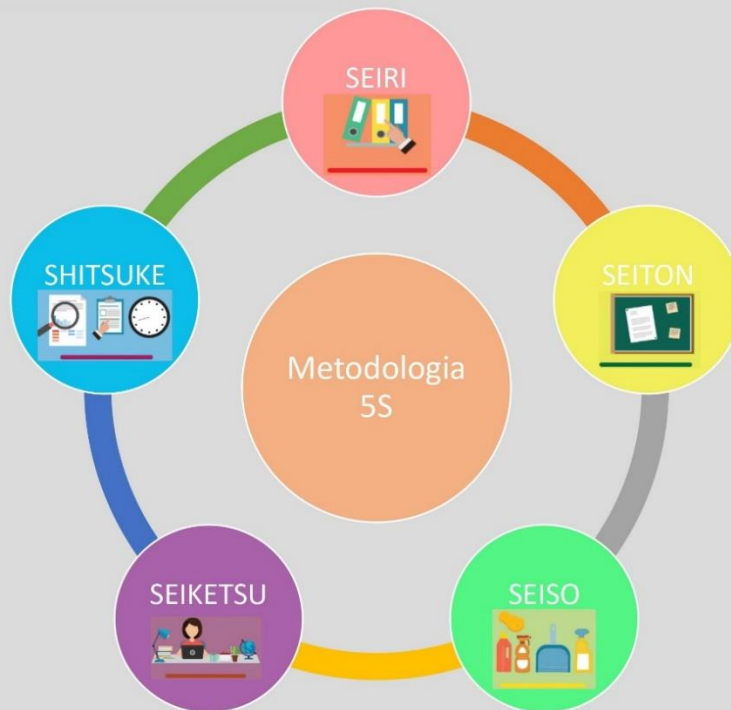 SEIRI
SHITSUKE
SEITON
Metodologia
5S
SEIKETSU
SEISO